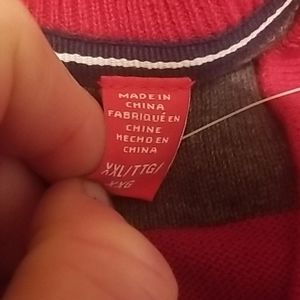 MADE IN
CHINA
FABRIQUÉ EN
CHINE
HECHO EN
CHINA
XXL/TTG/
XXG